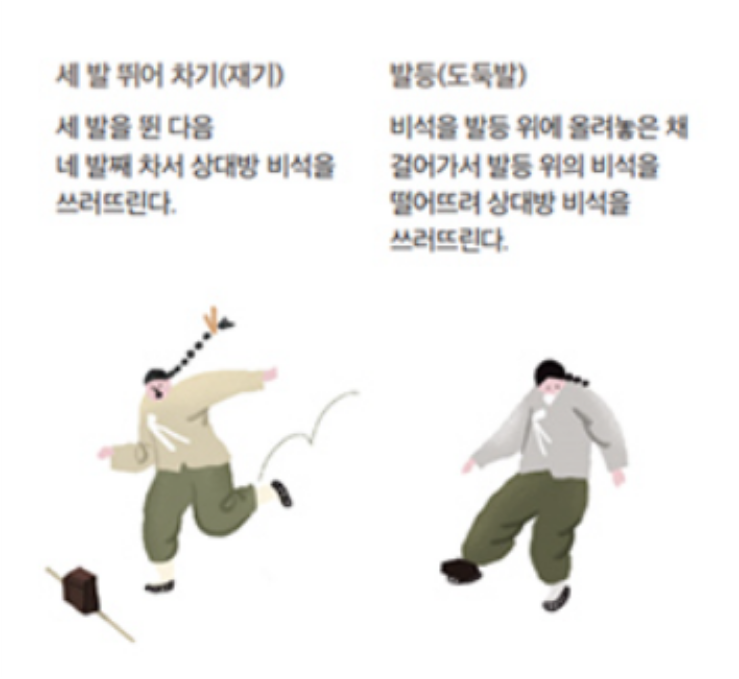 세 발 뛰어 차기(재기)
세 발을 뛴 다음
네 발째 차서 상대방 비석을
쓰러뜨린다.
발등(도둑발)
비석을 발등 위에 올려놓은 채
걸어가서 발등 위의 비석을
떨어뜨려 상대방 비석을
쓰러뜨린다.